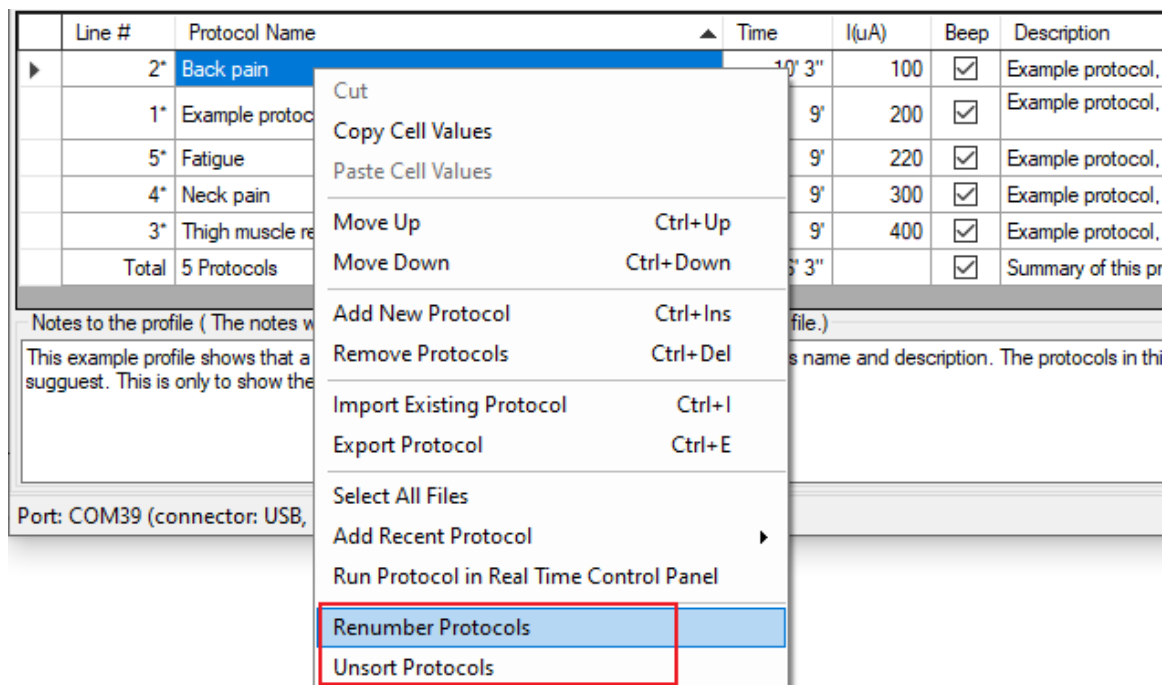 Line # Protocol Name Time I(uA) Beep Description
2* Back pain 10' 3" 100 Example protocol,
1* Example protoc 9' 200 Example protocol,
5* Fatigue 9' 220 Example protocol,
4* Neck pain 9' 300 Example protocol,
3* Thigh muscle re 9' 400 Example protocol,
Total 5 Protocols 6' 3" Summary of this pr
Cut
Copy Cell Values
Paste Cell Values
Move Up Ctrl+Up
Move Down Ctrl+Down
Add New Protocol Ctrl+Ins
Remove Protocols Ctrl+Del
Import Existing Protocol Ctrl+I
Export Protocol Ctrl+E
Select All Files
Add Recent Protocol
Run Protocol in Real Time Control Panel
Renumber Protocols
Unsort Protocols
Notes to the profile ( The notes w file.)
This example profile shows that a s name and description. The protocols in thi
sugguest. This is only to show the
Port: COM39 (connector: USB,